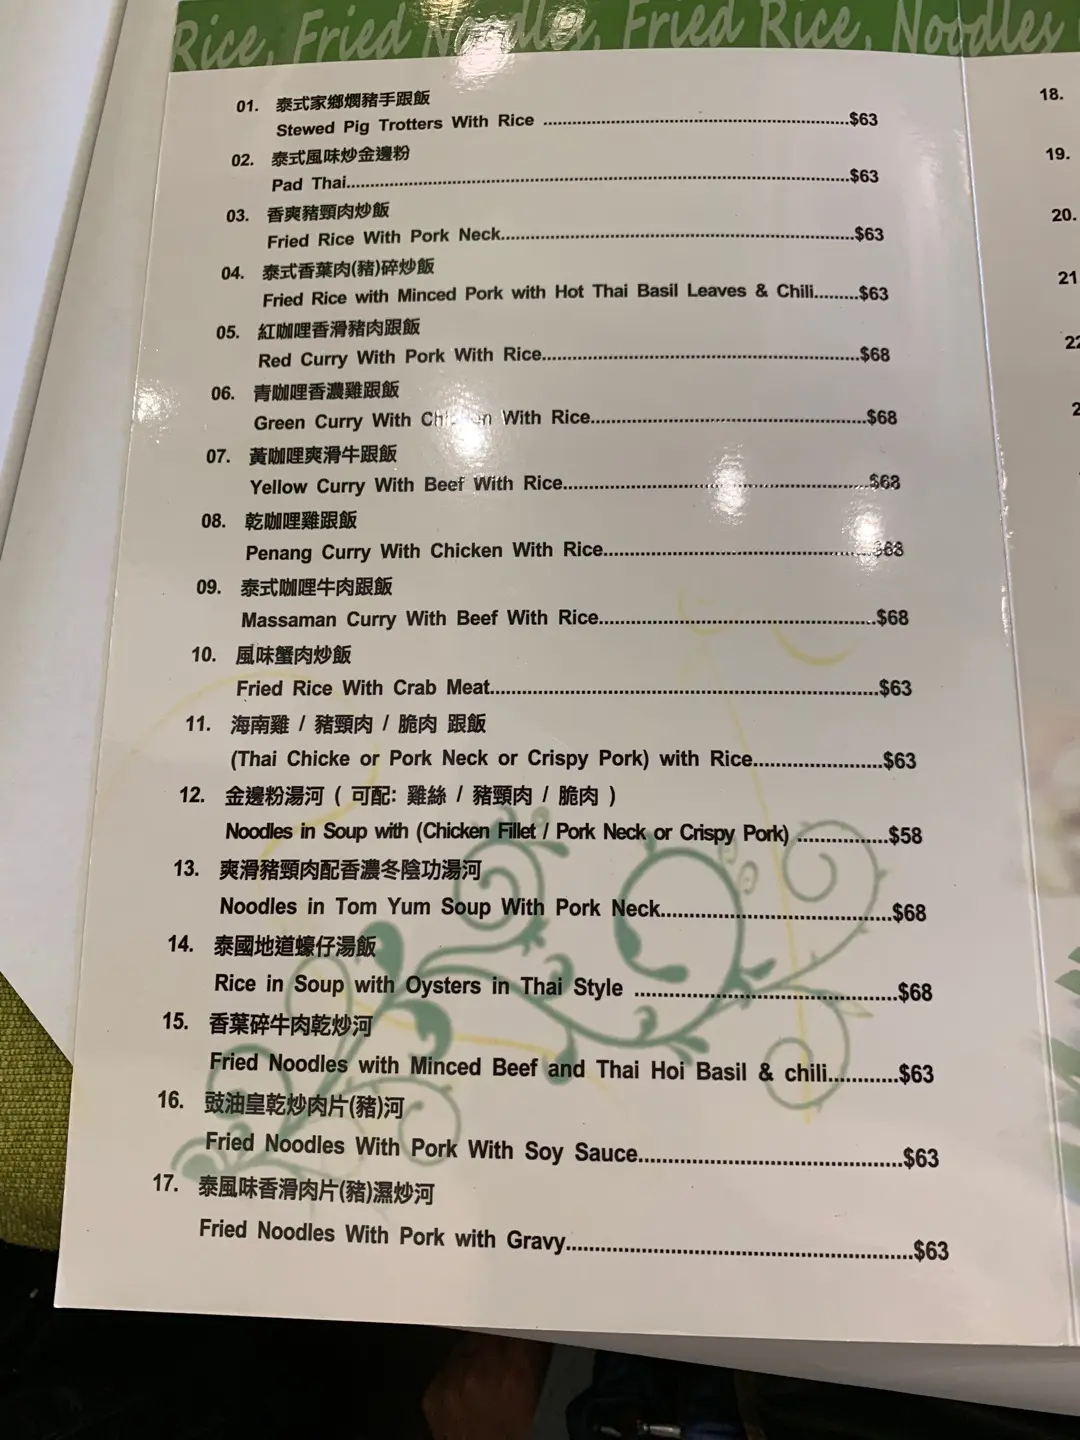 Rice, Fried Noodles, Fried Rice, Noodles
01. 泰式家鄉燜豬手跟飯
Stewed Pig Trotters With Rice ...$63
02. 泰式風味炒金邊粉
Pad Thai...$63
03. 香爽豬頸肉炒飯
Fried Rice With Pork Neck...$63
04. 泰式香葉肉(豬)碎炒飯
Fried Rice with Minced Pork with Hot Thai Basil Leaves & Chili...$63
05. 紅咖哩香滑豬肉跟飯
Red Curry With Pork With Rice...$68
06. 青咖哩香濃雞跟飯
Green Curry With Chicken With Rice...$68
07. 黃咖哩爽滑牛跟飯
Yellow Curry With Beef With Rice...$68
08. 乾咖哩雞跟飯
Penang Curry With Chicken With Rice...$68
09. 泰式咖哩牛肉跟飯
Massaman Curry With Beef With Rice...$68
10. 風味蟹肉炒飯
Fried Rice With Crab Meat...$63
11. 海南雞 / 豬頸肉 / 脆肉 跟飯
(Thai Chicke or Pork Neck or Crispy Pork) with Rice...$63
12. 金邊粉湯河 ( 可配: 雞絲 / 豬頸肉 / 脆肉 )
Noodles in Soup with (Chicken Fillet / Pork Neck or Crispy Pork) ...$58
13. 爽滑豬頸肉配香濃冬陰功湯河
Noodles in Tom Yum Soup With Pork Neck...$68
14. 泰國地道蠔仔湯飯
Rice in Soup with Oysters in Thai Style ...$68
15. 香葉碎牛肉乾炒河
Fried Noodles with Minced Beef and Thai Hoi Basil & chili...$63
16. 豉油皇乾炒肉片(豬)河
Fried Noodles With Pork With Soy Sauce...$63
17. 泰風味香滑肉片(豬)濕炒河
Fried Noodles With Pork with Gravy...$63
18.
19.
20.
21
22
2